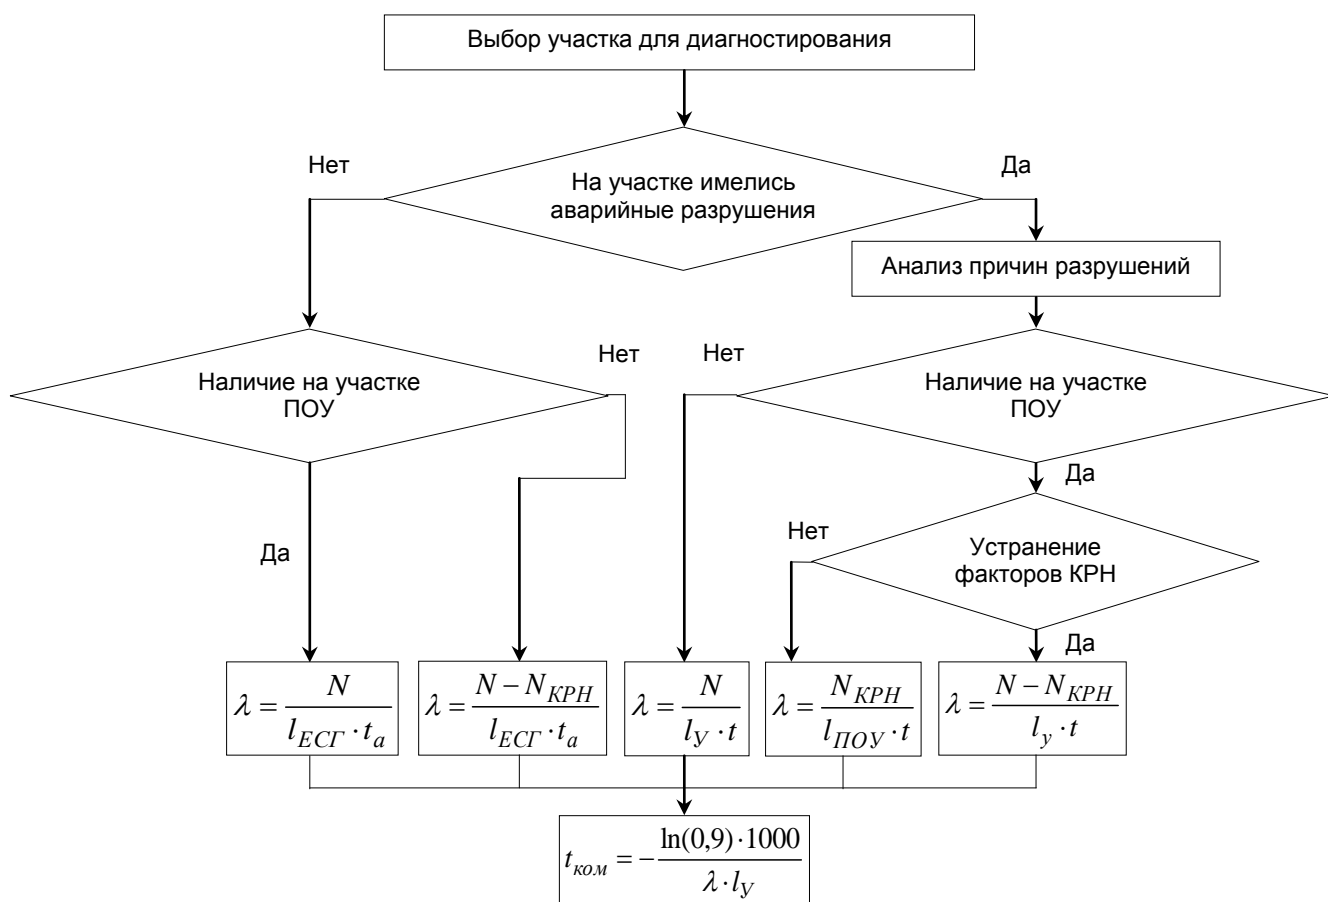 Выбор участка для диагностирования
Нет
Да
На участке имелись
аварийные разрушения
Анализ причин разрушений
Нет
Нет
Наличие на участке
ПОУ
Наличие на участке
ПОУ
Да
Нет
Да
Устранение
факторов КРН
Да
λ = N / (l_ЕСГ · t_a)
λ = (N − N_КРН) / (l_ЕСГ · t_a)
λ = N / (l_У · t)
λ = N_КРН / (l_ПОУ · t)
λ = (N − N_КРН) / (l_у · t)
t_ком = − ln(0,9) · 1000 / (λ · l_У)